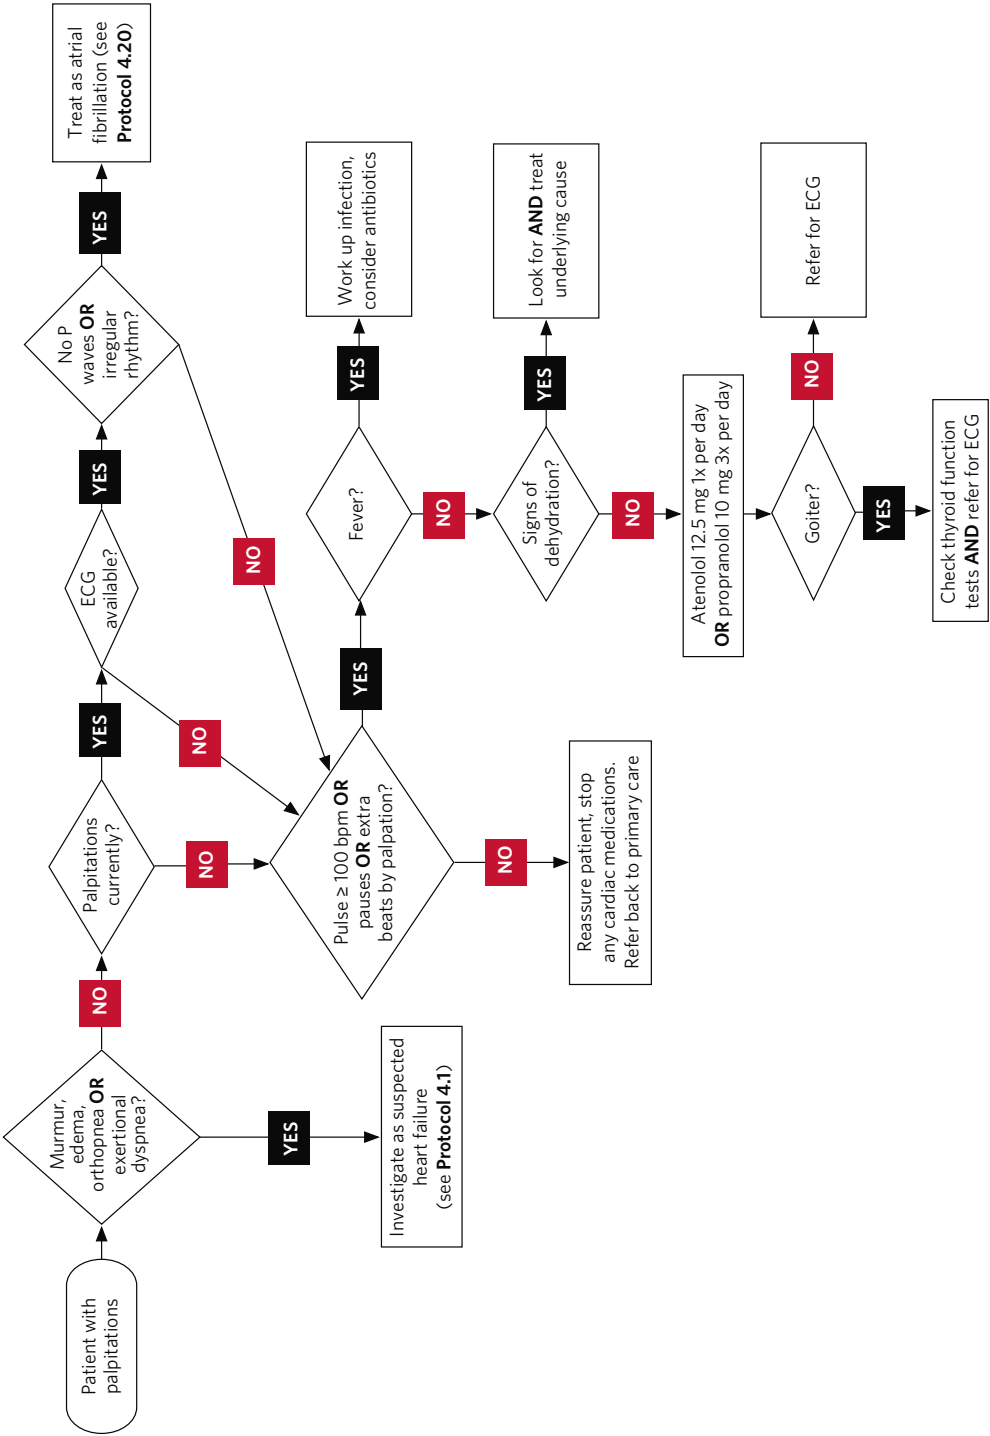 Patient with
palpitations
Murmur,
edema,
orthopnea OR
exertional
dyspnea?
NO
Palpitations
currently?
YES
ECG
available?
YES
No P
waves OR
irregular
rhythm?
YES
Treat as atrial
fibrillation (see
Protocol 4.20)
YES
Investigate as suspected
heart failure
(see Protocol 4.1)
NO
NO
NO
Pulse ≥ 100 bpm OR
pauses OR extra
beats by palpation?
YES
Fever?
YES
Work up infection,
consider antibiotics
NO
Reassure patient, stop
any cardiac medications.
Refer back to primary care
NO
Signs of
dehydration?
YES
Look for AND treat
underlying cause
NO
Atenolol 12.5 mg 1x per day
OR propranolol 10 mg 3x per day
Goiter?
NO
Refer for ECG
YES
Check thyroid function
tests AND refer for ECG